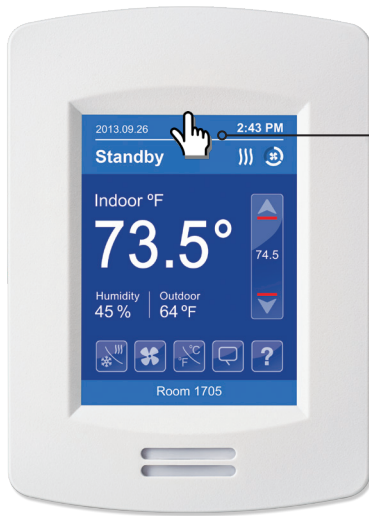 2013.09.26 2:43 PM
Standby
Indoor ºF
73.5°
74.5
Humidity Outdoor
45 % 64 ºF
°F °C
?
Room 1705